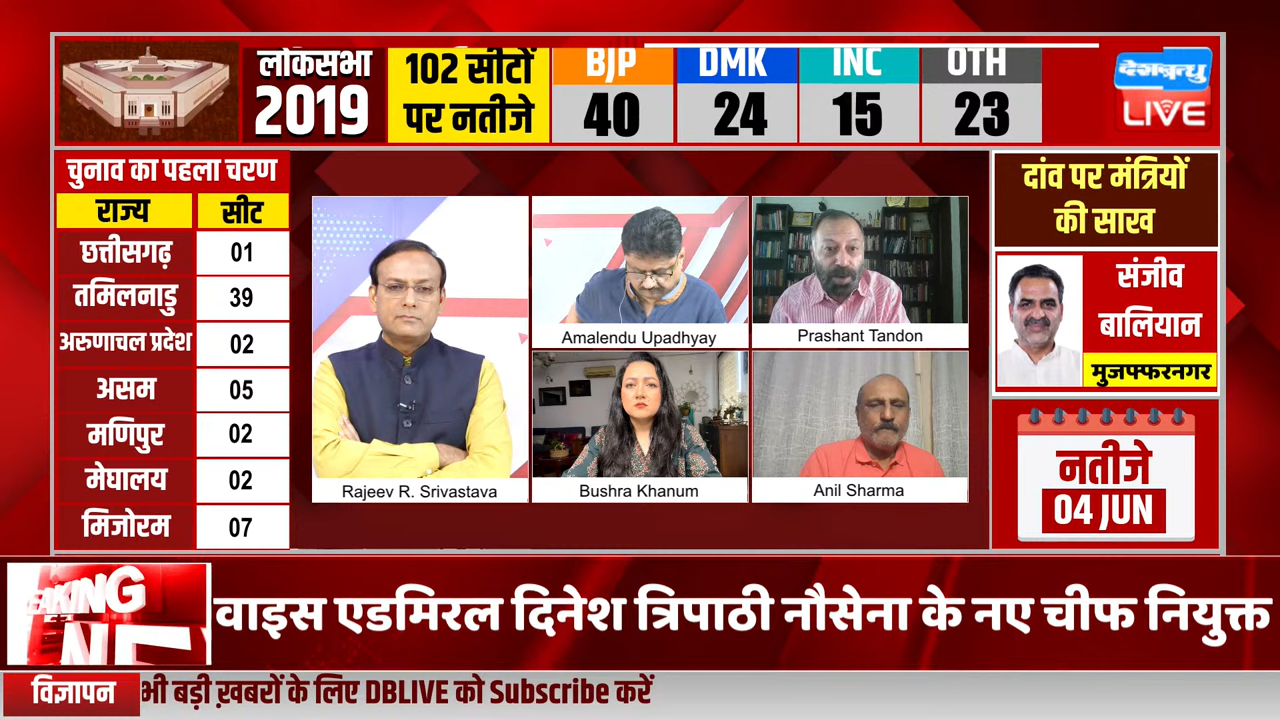 लोकसभा
2019
102 सीटों
पर नतीजे
BJP DMK INC OTH
40 24 15 23
देशबन्धु
LIVE
चुनाव का पहला चरण
राज्य सीट
छत्तीसगढ़ 01
तमिलनाडु 39
अरुणाचल प्रदेश 02
असम 05
मणिपुर 02
मेघालय 02
मिजोरम 07
Amalendu Upadhyay
Prashant Tandon
Rajeev R. Srivastava
Bushra Khanum
Anil Sharma
दांव पर मंत्रियों
की साख
संजीव
बालियान
मुजफ्फरनगर
नतीजे
04 JUN
वाइस एडमिरल दिनेश त्रिपाठी नौसेना के नए चीफ नियुक्त
विज्ञापन
भी बड़ी ख़बरों के लिए DBLIVE को Subscribe करें